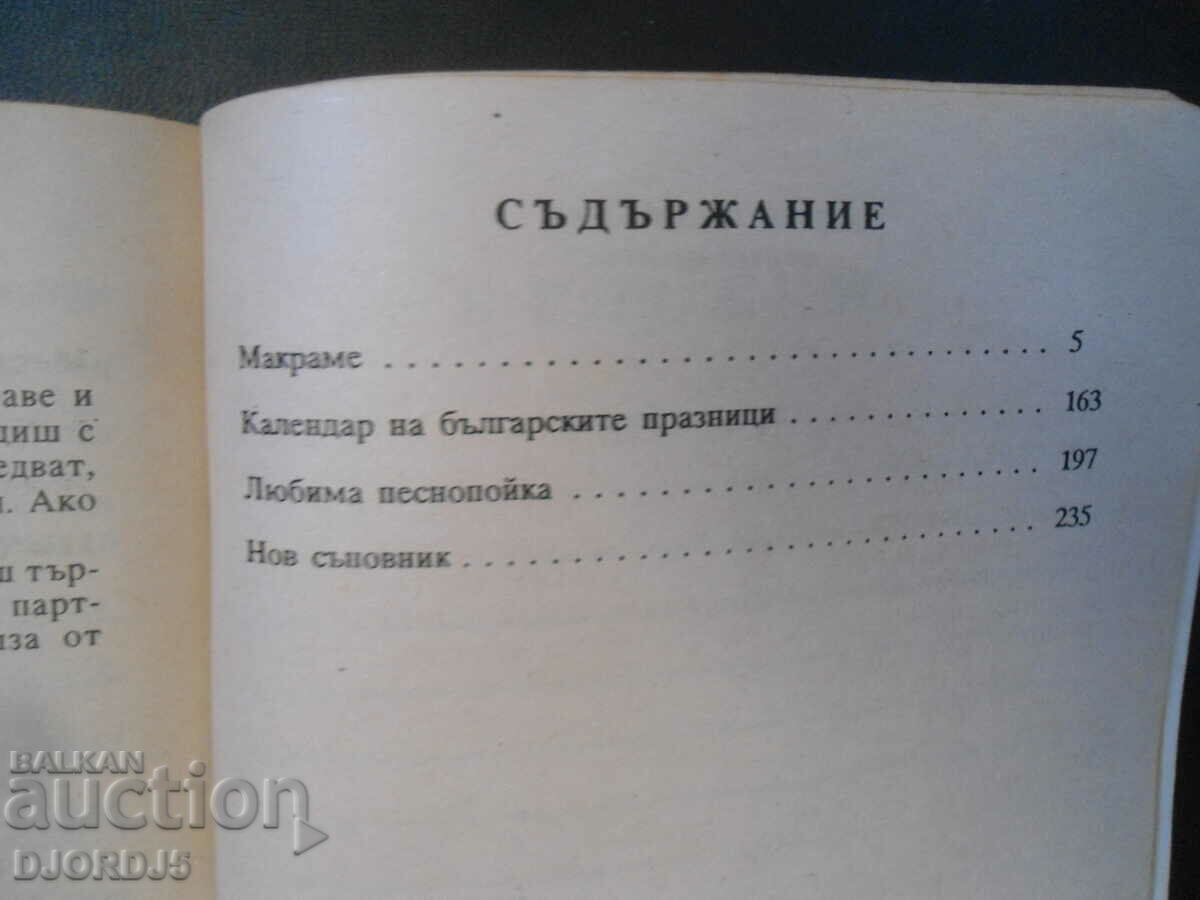 аве и
диш с
едват,
и. Ако
ш тър-
парт-
иза от
СЪДЪРЖАНИЕ
Макраме . . . . . . . . . . . . . . . . . . . . . . . . . . . . . . . 5
Календар на българските празници . . . . . . . . . . . . . 163
Любима песнопойка . . . . . . . . . . . . . . . . . . . . . . . 197
Нов съновник . . . . . . . . . . . . . . . . . . . . . . . . . . . . 235
BALKAN
auction
DJORDJ5